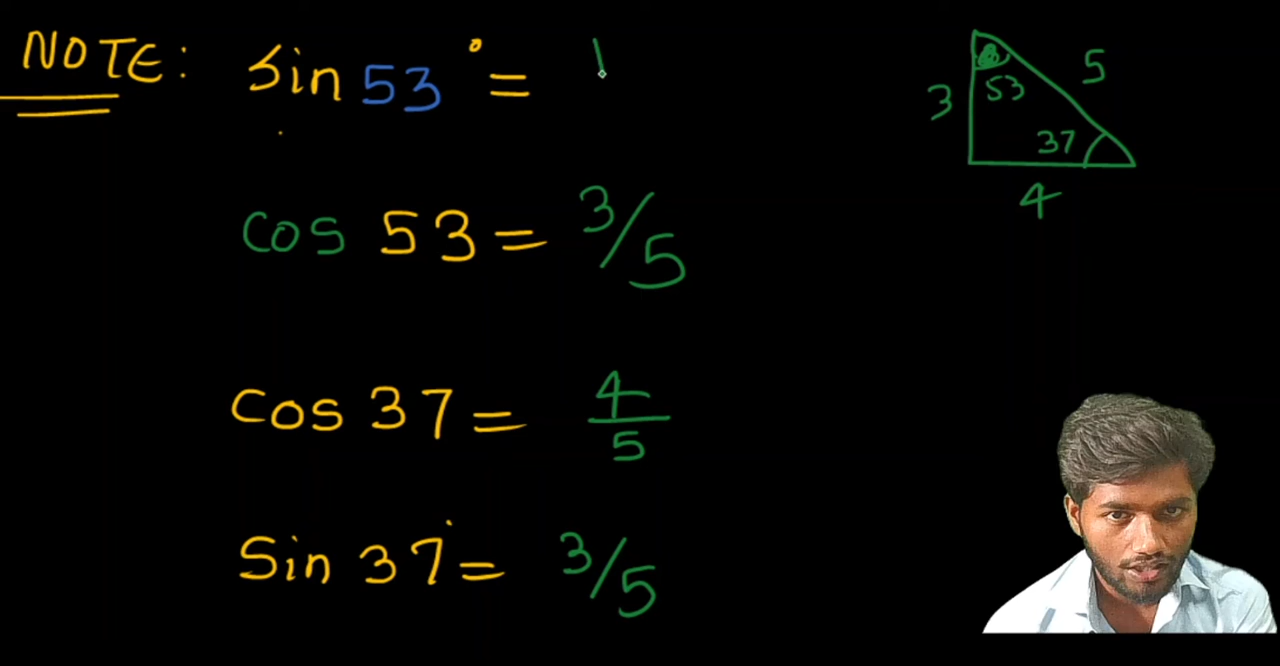 NOTE: Sin 53° =
cos 53 = 3/5
cos 37 = 4/5
Sin 37° = 3/5
3
53
5
37
4